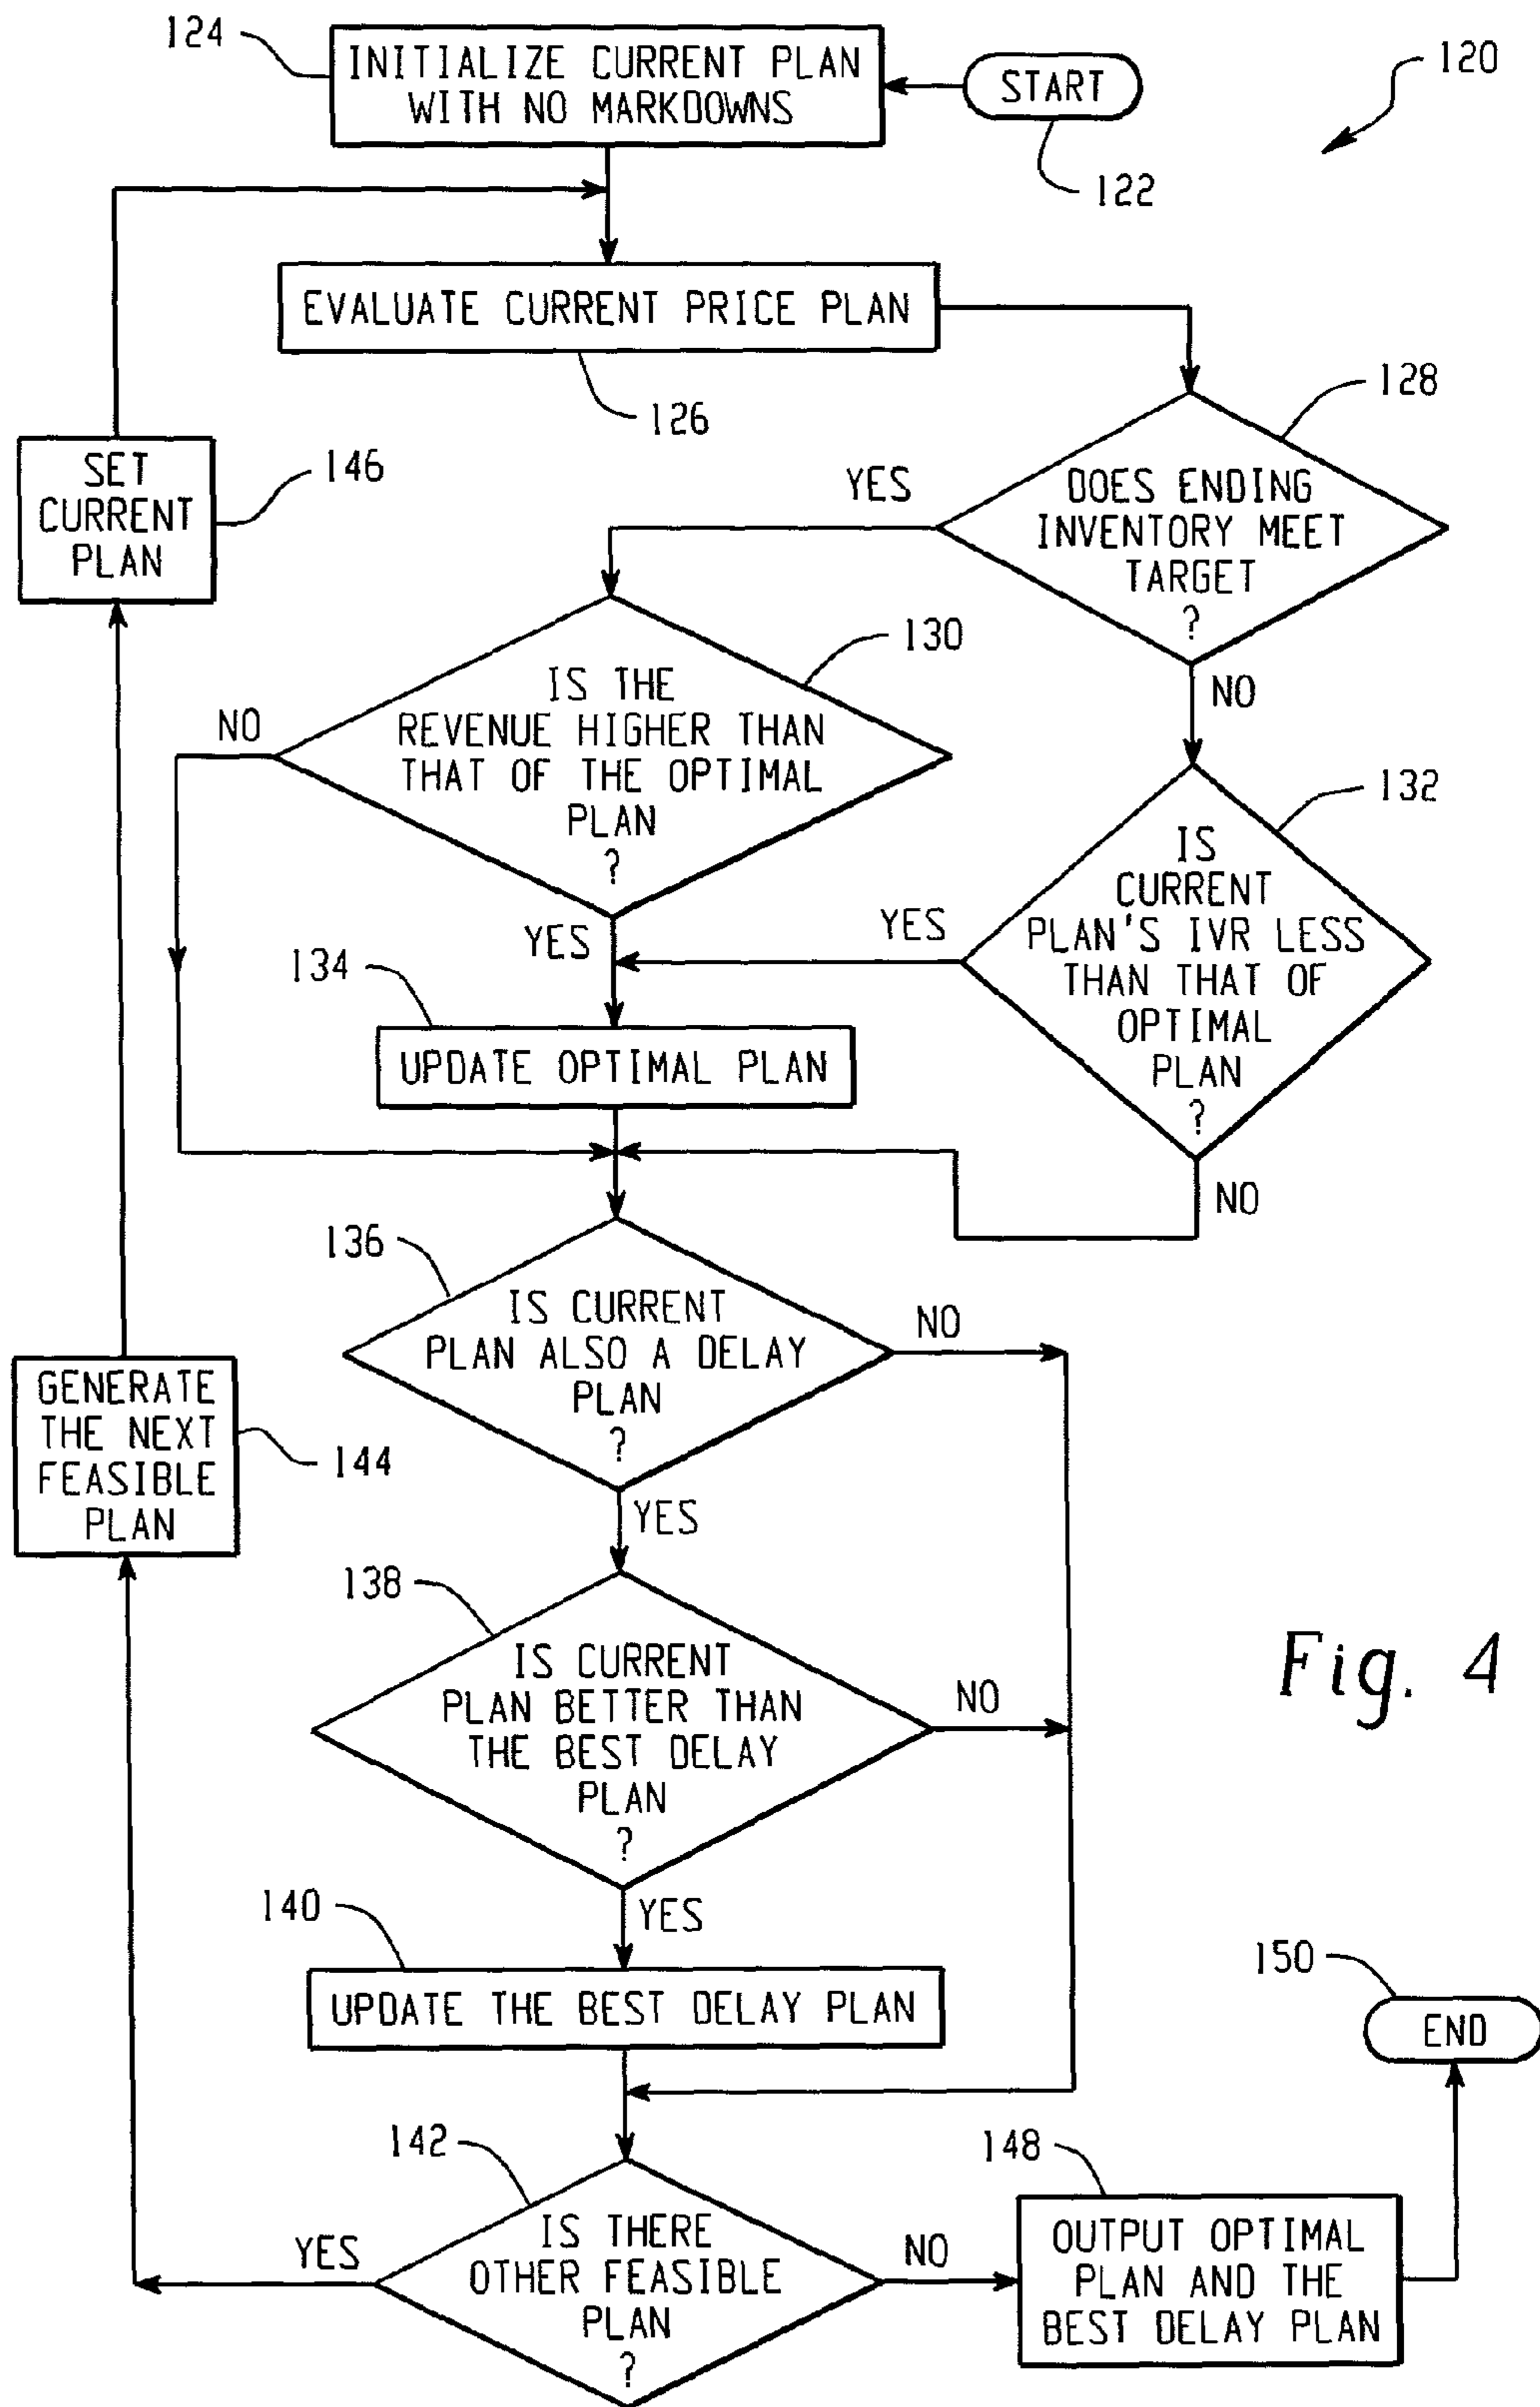 124
INITIALIZE CURRENT PLAN
WITH NO MARKDOWNS
START
120
122
EVALUATE CURRENT PRICE PLAN
126
128
SET
CURRENT
PLAN
146
YES
DOES ENDING
INVENTORY MEET
TARGET
?
NO
130
IS THE
REVENUE HIGHER THAN
THAT OF THE OPTIMAL
PLAN
?
NO
YES
132
IS
CURRENT
PLAN'S IVR LESS
THAN THAT OF
OPTIMAL
PLAN
?
YES
NO
134
UPDATE OPTIMAL PLAN
136
IS CURRENT
PLAN ALSO A DELAY
PLAN
?
NO
YES
GENERATE
THE NEXT
FEASIBLE
PLAN
144
138
IS CURRENT
PLAN BETTER THAN
THE BEST DELAY
PLAN
?
NO
YES
Fig. 4
140
UPDATE THE BEST DELAY PLAN
150
END
142
IS THERE
OTHER FEASIBLE
PLAN
?
YES
NO
148
OUTPUT OPTIMAL
PLAN AND THE
BEST DELAY PLAN